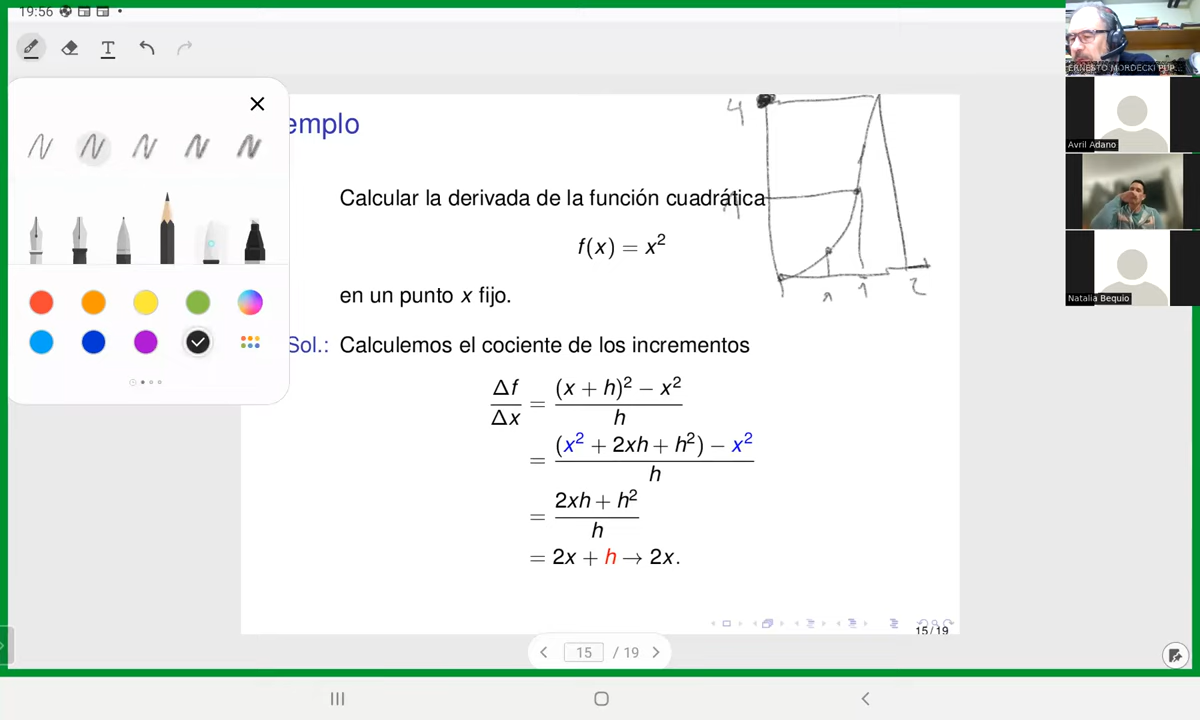 19:56
emplo
Calcular la derivada de la función cuadrática
f(x) = x²
en un punto x fijo.
Sol.: Calculemos el cociente de los incrementos
Δf/Δx = ((x + h)² − x²)/h
= ((x² + 2xh + h²) − x²)/h
= (2xh + h²)/h
= 2x + h → 2x.
15/19
15 / 19
4
1
2
T
ERNESTO MORDECKI PUP...
Avril Adano
Natalia Bequio